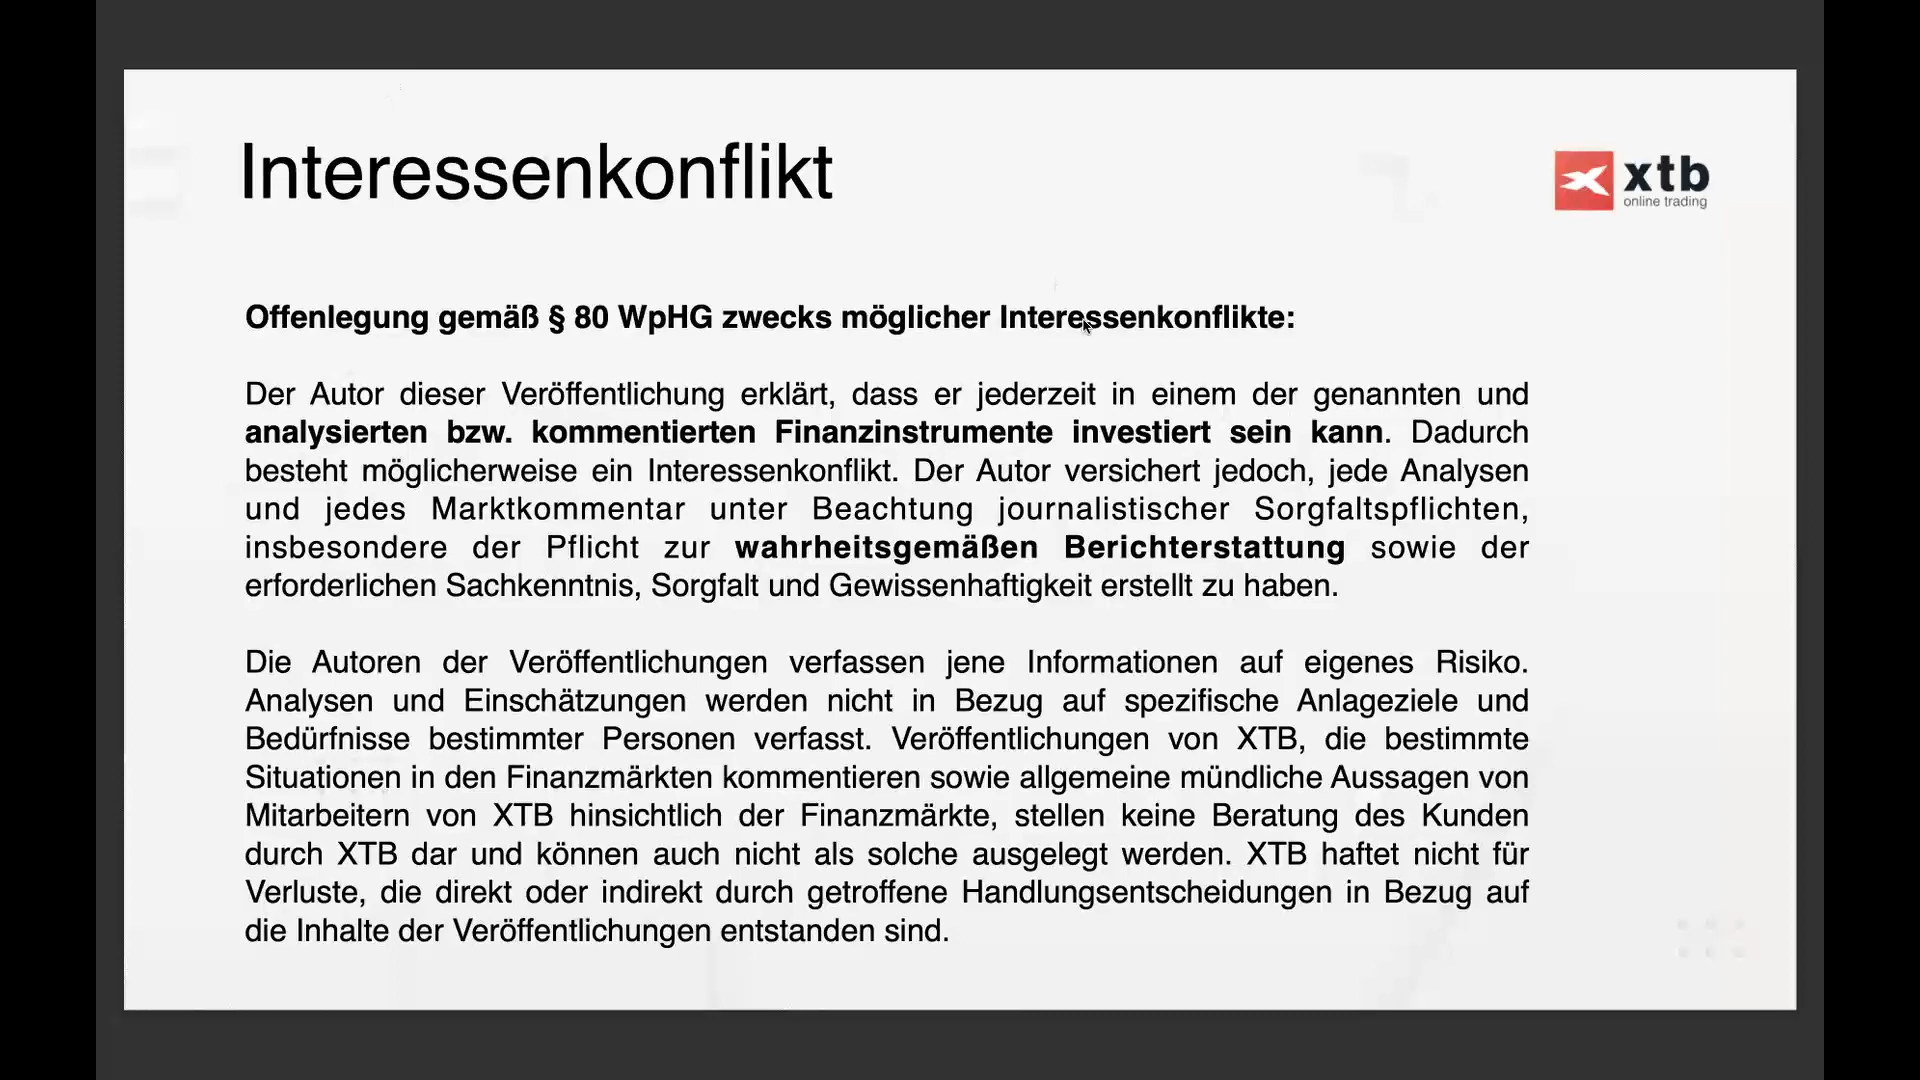 Interessenkonflikt
xtb
online trading
Offenlegung gemäß § 80 WpHG zwecks möglicher Interessenkonflikte:
Der Autor dieser Veröffentlichung erklärt, dass er jederzeit in einem der genannten und
analysierten bzw. kommentierten Finanzinstrumente investiert sein kann. Dadurch
besteht möglicherweise ein Interessenkonflikt. Der Autor versichert jedoch, jede Analysen
und jedes Marktkommentar unter Beachtung journalistischer Sorgfaltspflichten,
insbesondere der Pflicht zur wahrheitsgemäßen Berichterstattung sowie der
erforderlichen Sachkenntnis, Sorgfalt und Gewissenhaftigkeit erstellt zu haben.
Die Autoren der Veröffentlichungen verfassen jene Informationen auf eigenes Risiko.
Analysen und Einschätzungen werden nicht in Bezug auf spezifische Anlageziele und
Bedürfnisse bestimmter Personen verfasst. Veröffentlichungen von XTB, die bestimmte
Situationen in den Finanzmärkten kommentieren sowie allgemeine mündliche Aussagen von
Mitarbeitern von XTB hinsichtlich der Finanzmärkte, stellen keine Beratung des Kunden
durch XTB dar und können auch nicht als solche ausgelegt werden. XTB haftet nicht für
Verluste, die direkt oder indirekt durch getroffene Handlungsentscheidungen in Bezug auf
die Inhalte der Veröffentlichungen entstanden sind.